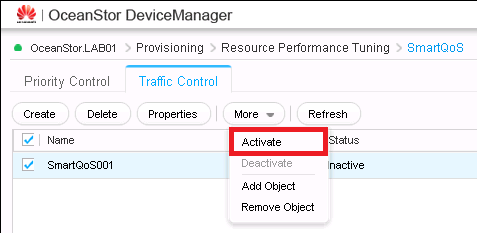 HUAWEI
OceanStor DeviceManager
OceanStor.LAB01 > Provisioning > Resource Performance Tuning > SmartQoS
Priority Control Traffic Control
Create Delete Properties More Refresh
Name Status
Activate
SmartQoS001 Inactive
Deactivate
Add Object
Remove Object